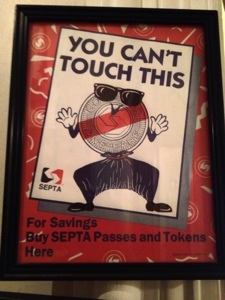 YOU CAN'T
TOUCH THIS
SEPTA
For Savings
Buy SEPTA Passes and Tokens
Here